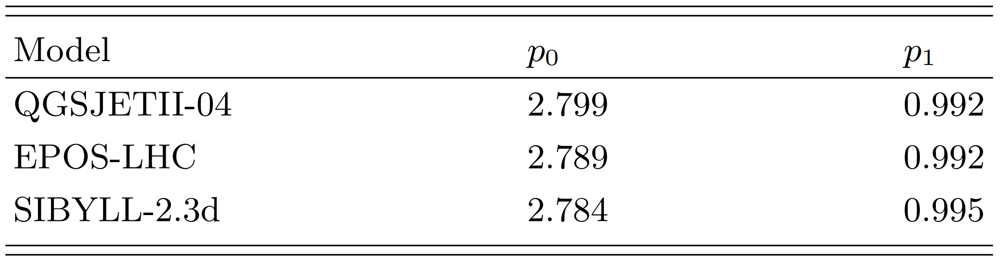 Model p₀ p₁
QGSJETII-04 2.799 0.992
EPOS-LHC 2.789 0.992
SIBYLL-2.3d 2.784 0.995